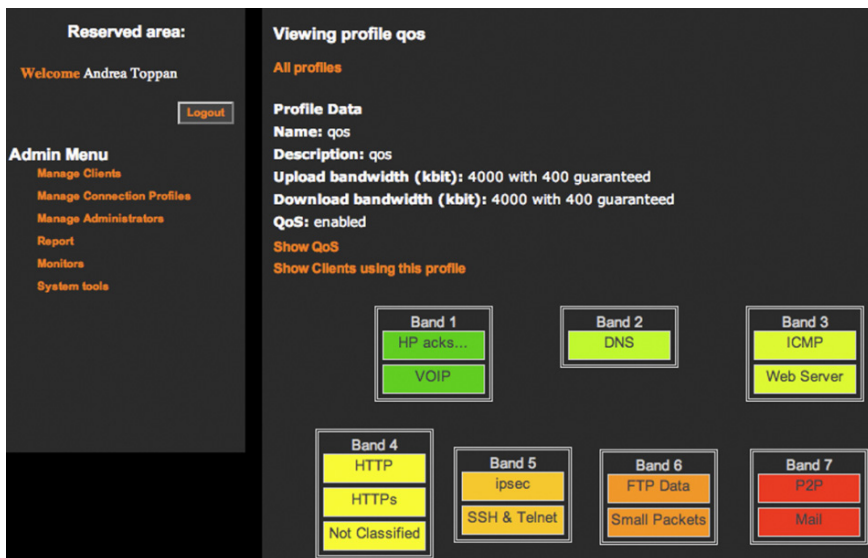 Reserved area:
Welcome Andrea Toppan
Logout
Admin Menu
Manage Clients
Manage Connection Profiles
Manage Administrators
Report
Monitors
System tools
Viewing profile qos
All profiles
Profile Data
Name: qos
Description: qos
Upload bandwidth (kbit): 4000 with 400 guaranteed
Download bandwidth (kbit): 4000 with 400 guaranteed
QoS: enabled
Show QoS
Show Clients using this profile
Band 1
HP acks...
VOIP
Band 2
DNS
Band 3
ICMP
Web Server
Band 4
HTTP
HTTPs
Not Classified
Band 5
ipsec
SSH & Telnet
Band 6
FTP Data
Small Packets
Band 7
P2P
Mail